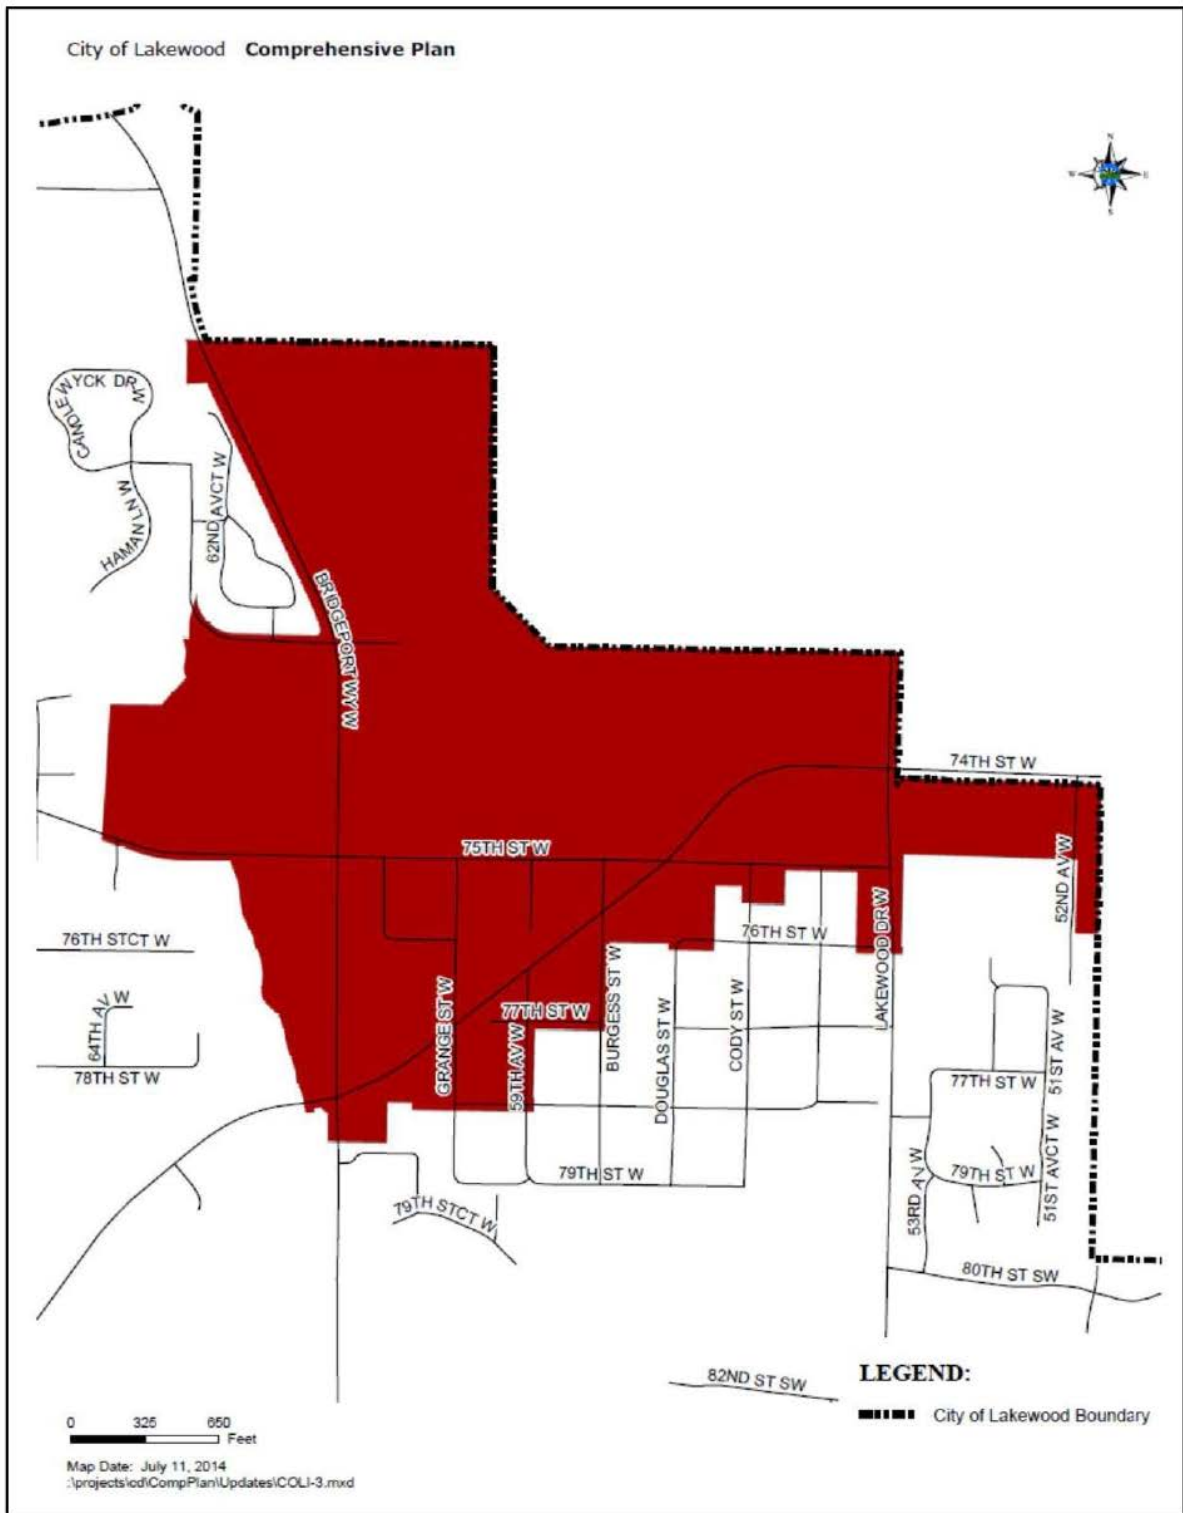 City of Lakewood Comprehensive Plan
N
W E
S
CANDLEWYCK DR W
HAMAN LN W
62ND AVCT W
BRIDGEPORT WY W
74TH ST W
75TH ST W
52ND AV W
76TH STCT W
76TH ST W
LAKEWOOD DR W
64TH AV W
78TH ST W
GRANGE ST W
77TH ST W
59TH AV W
BURGESS ST W
DOUGLAS ST W
CODY ST W
77TH ST W
51ST AV W
79TH ST W
79TH STCT W
53RD AV W
79TH ST W
51ST AVCT W
80TH ST SW
82ND ST SW
LEGEND:
City of Lakewood Boundary
0 325 650
Feet
Map Date: July 11, 2014
:\projects\cd\CompPlan\Updates\COLI-3.mxd